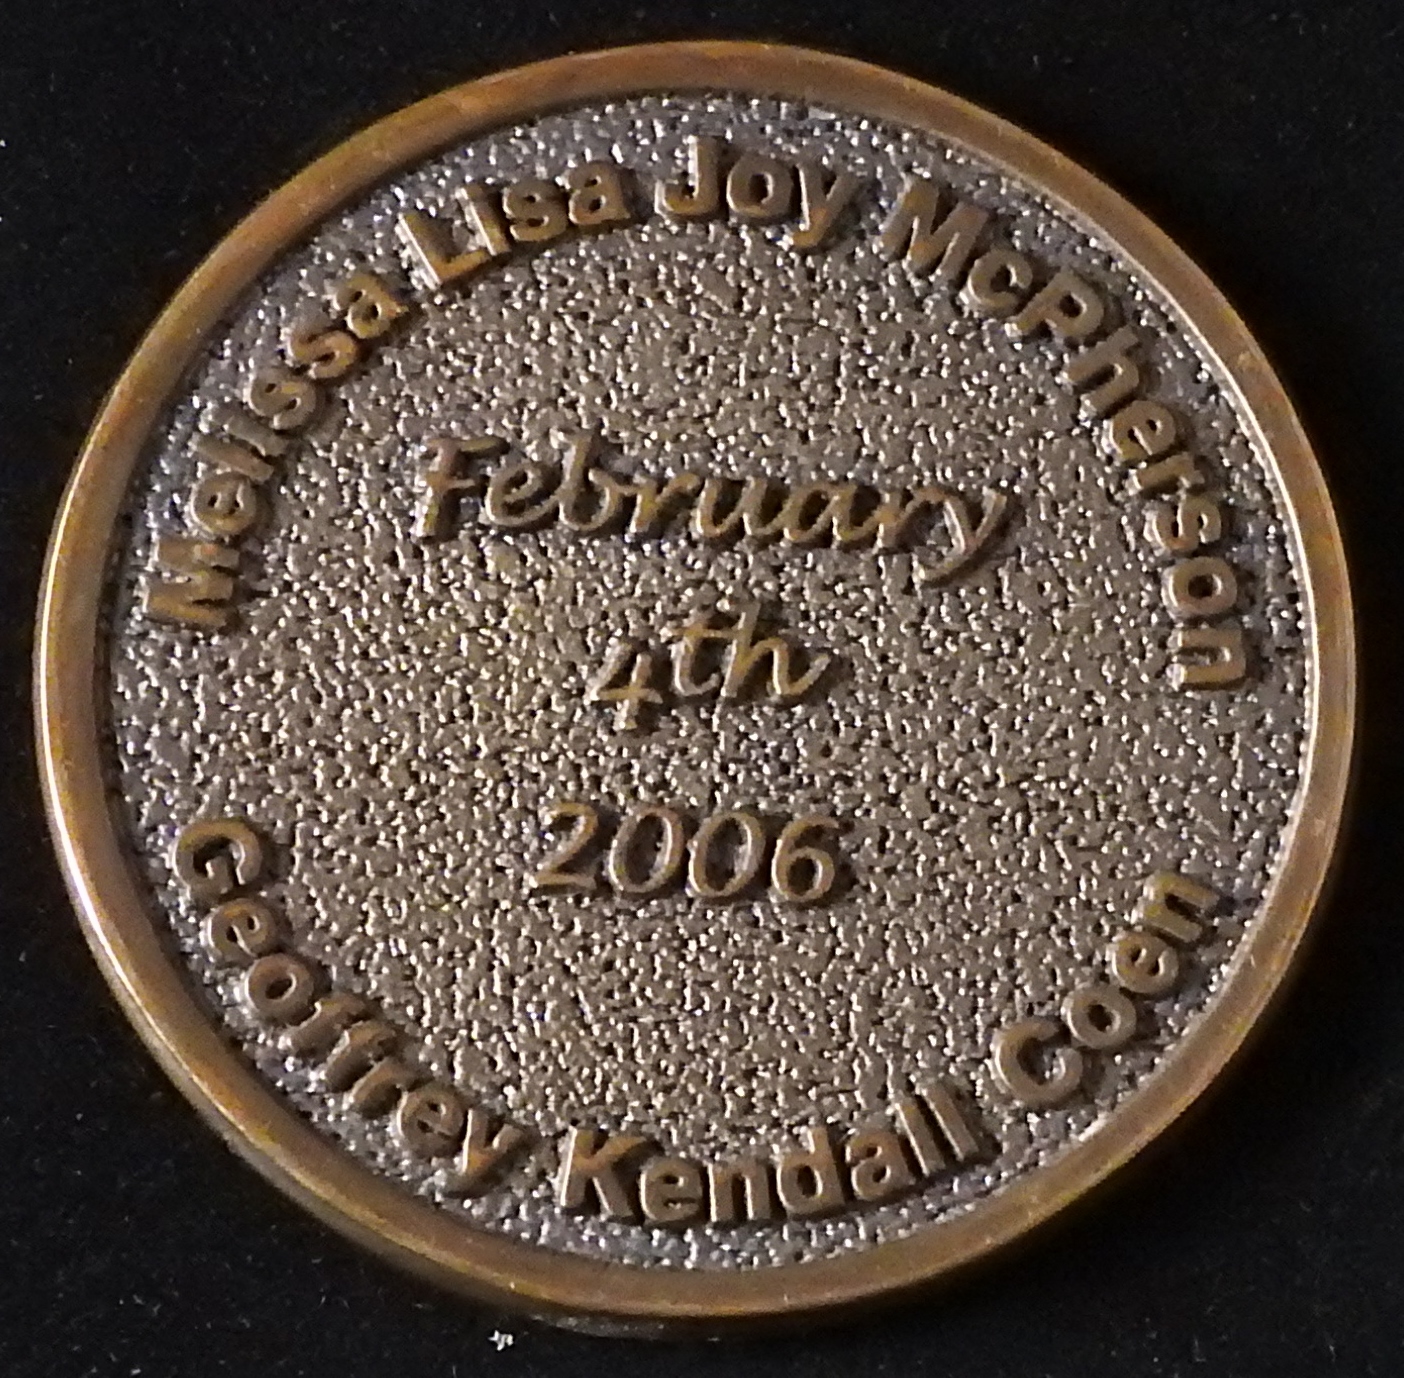 Melissa Lisa Joy McPherson
February
4th
2006
Geoffrey Kendall Coen